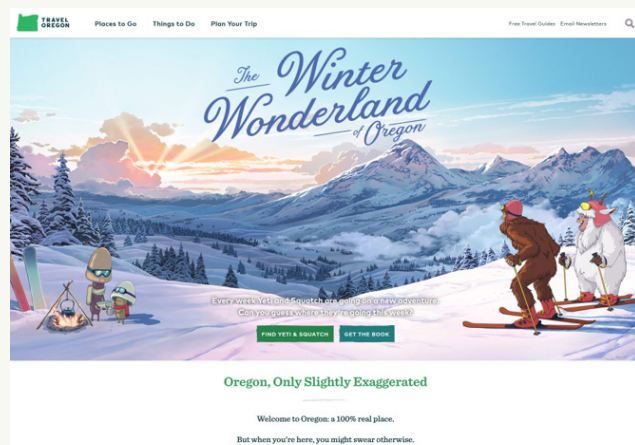 TRAVEL
OREGON
Places to Go Things to Do Plan Your Trip
Free Travel Guides Email Newsletters
The Winter
Wonderland
of Oregon
Every week Yeti and Squatch are going on a new adventure.
Can you guess where they're going this week?
FIND YETI & SQUATCH GET THE BOOK
Oregon, Only Slightly Exaggerated
Welcome to Oregon: a 100% real place.
But when you're here, you might swear otherwise.